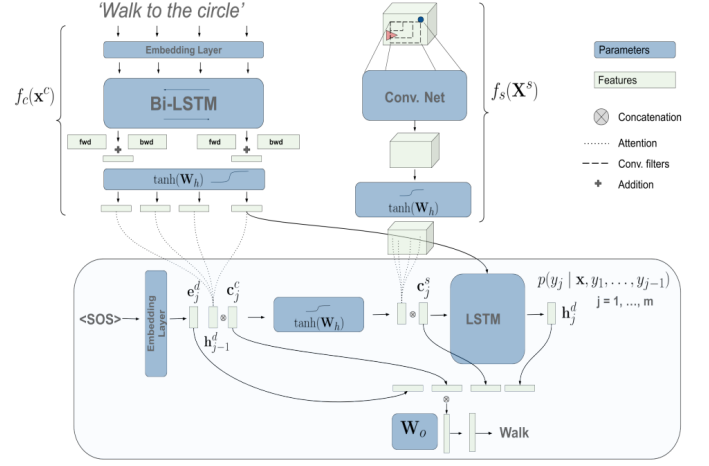 'Walk to the circle'
Embedding Layer
f_c(x^c)
Bi-LSTM
fwd
bwd
fwd
bwd
tanh(W_h)
Conv. Net
f_s(X^s)
tanh(W_h)
Parameters
Features
Concatenation
Attention
Conv. filters
Addition
<SOS>
Embedding
Layer
e_j^d
c_j^c
h_{j-1}^d
tanh(W_h)
c_j^s
LSTM
p(y_j | x, y_1, . . . , y_{j-1})
j = 1, ..., m
h_j^d
W_o
Walk